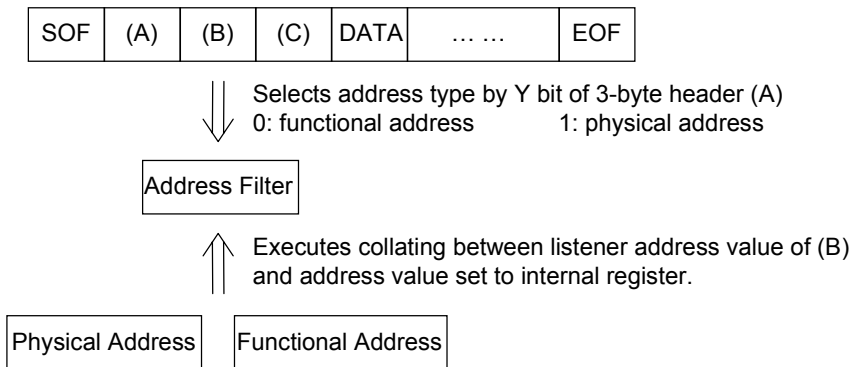 SOF (A) (B) (C) DATA … … EOF
Selects address type by Y bit of 3-byte header (A)
0: functional address 1: physical address
Address Filter
Executes collating between listener address value of (B)
and address value set to internal register.
Physical Address Functional Address